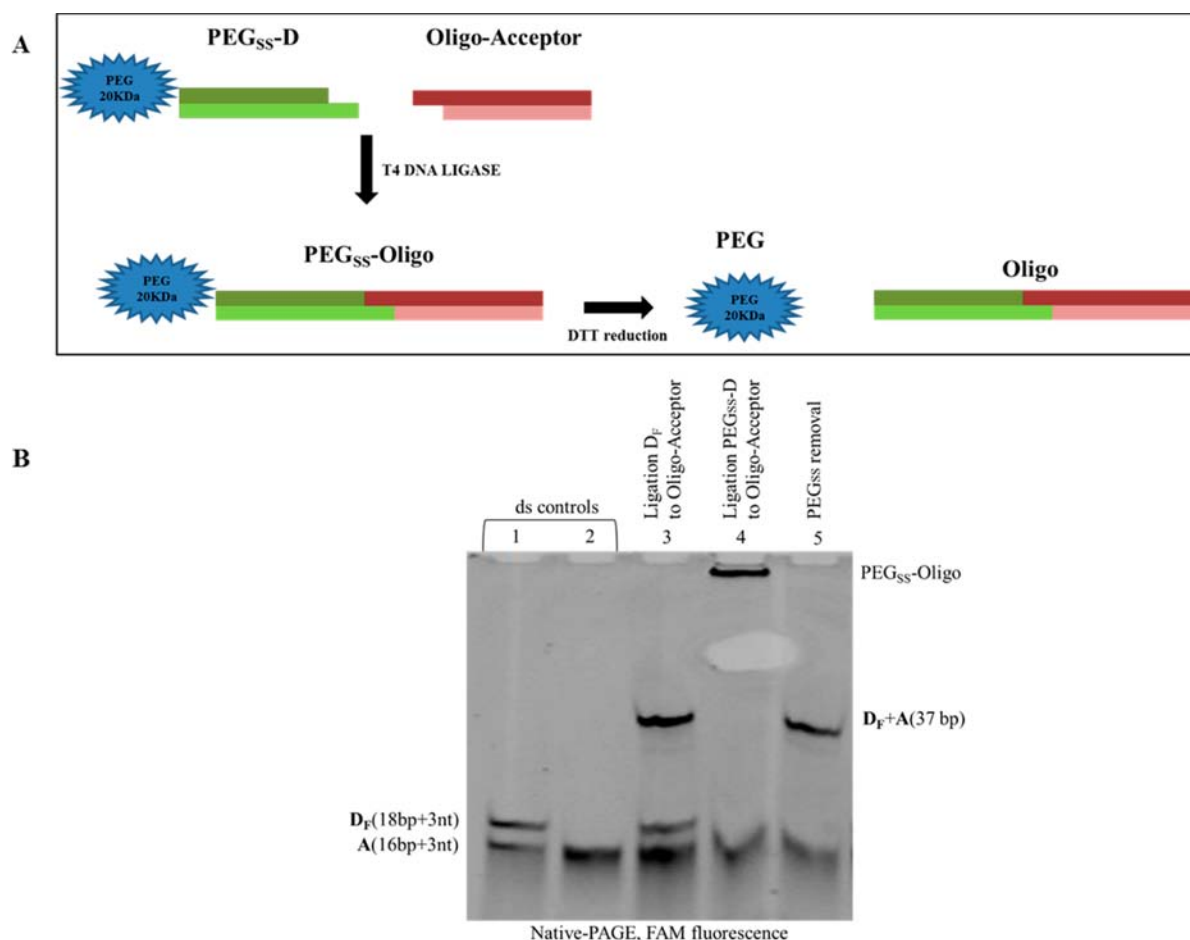 A
PEGSS-D
Oligo-Acceptor
PEG
20KDa
T4 DNA LIGASE
PEGSS-Oligo
PEG
20KDa
DTT reduction
PEG
PEG
20KDa
Oligo
B
ds controls
1
2
Ligation DF
to Oligo-Acceptor
3
Ligation PEGSS-D
to Oligo-Acceptor
4
PEGss removal
5
PEGSS-Oligo
DF+A(37 bp)
DF(18bp+3nt)
A(16bp+3nt)
Native-PAGE, FAM fluorescence